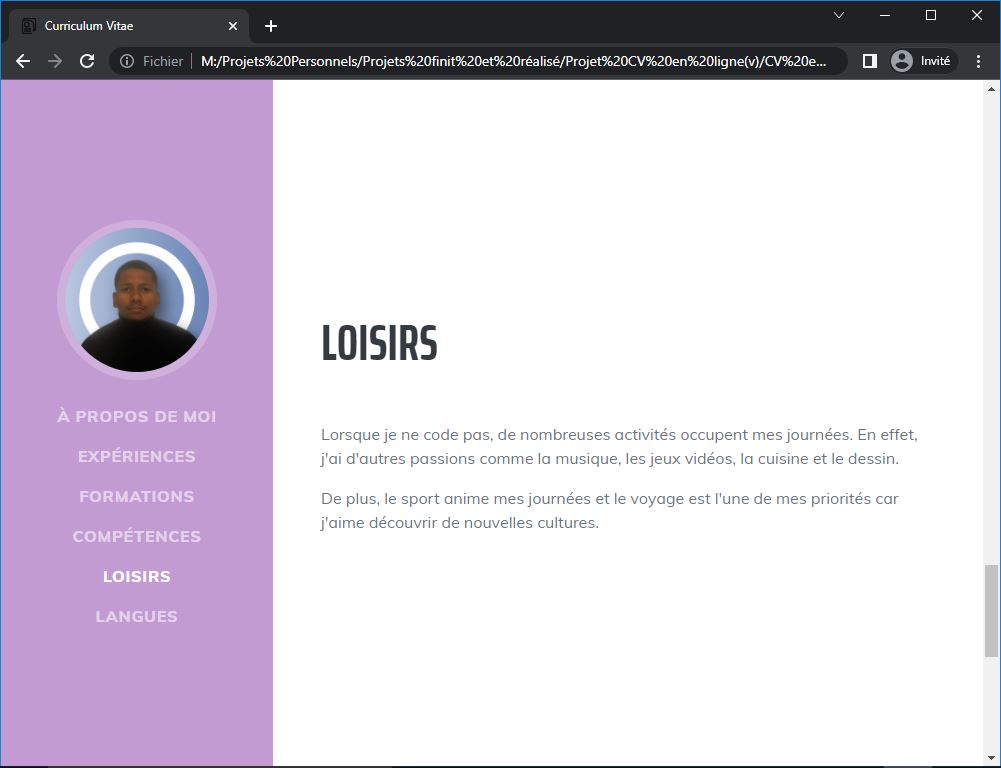 Curriculum Vitae
Fichier M:/Projets%20Personnels/Projets%20finit%20et%20réalisé/Projet%20CV%20en%20ligne(v)/CV%20e...
Invité
À PROPOS DE MOI
EXPÉRIENCES
FORMATIONS
COMPÉTENCES
LOISIRS
LANGUES
LOISIRS
Lorsque je ne code pas, de nombreuses activités occupent mes journées. En effet,
j'ai d'autres passions comme la musique, les jeux vidéos, la cuisine et le dessin.
De plus, le sport anime mes journées et le voyage est l'une de mes priorités car
j'aime découvrir de nouvelles cultures.